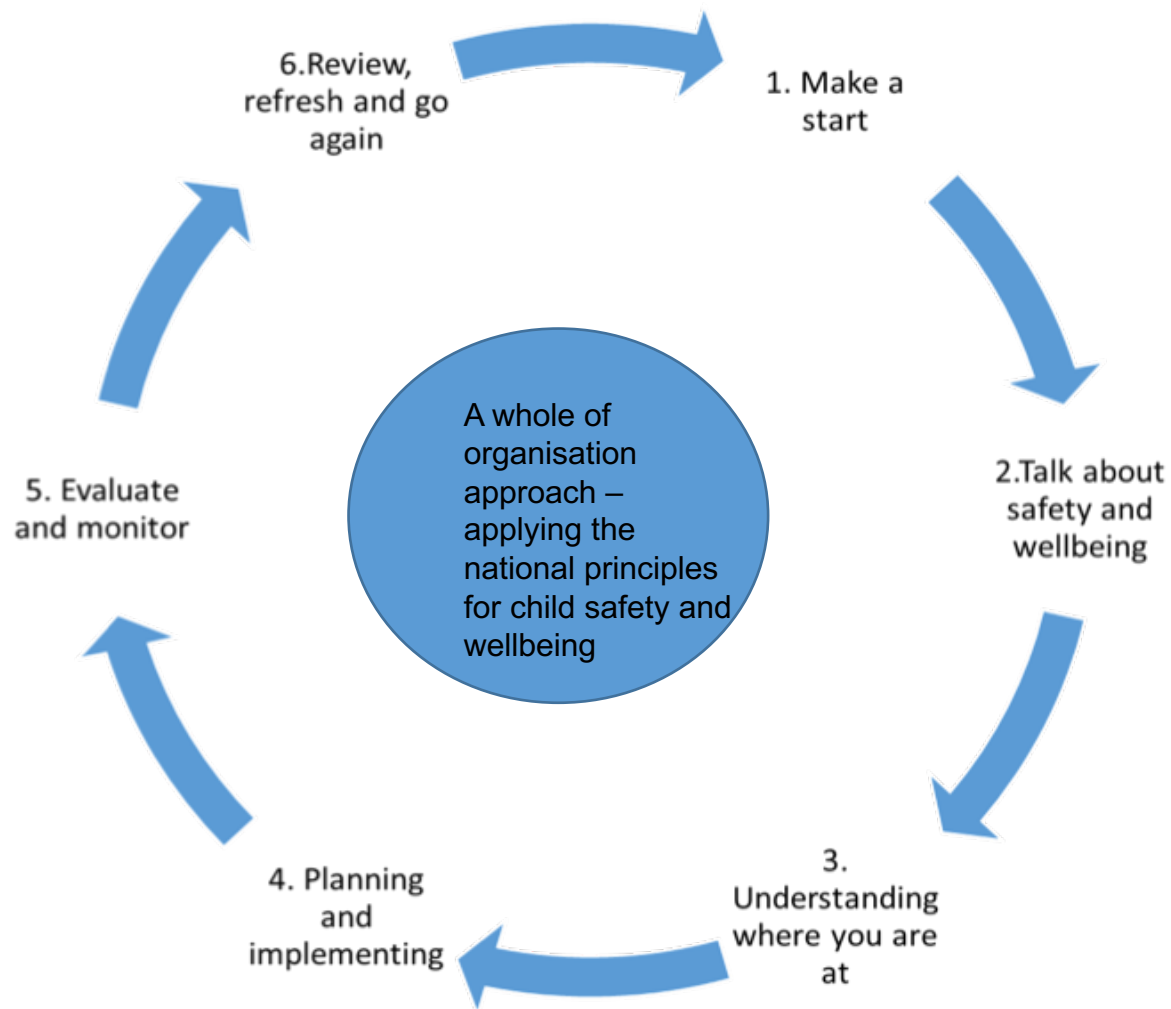 1. Make a
start
2.Talk about
safety and
wellbeing
3.
Understanding
where you are
at
4. Planning
and
implementing
5. Evaluate
and monitor
6.Review,
refresh and go
again
A whole of
organisation
approach –
applying the
national principles
for child safety and
wellbeing